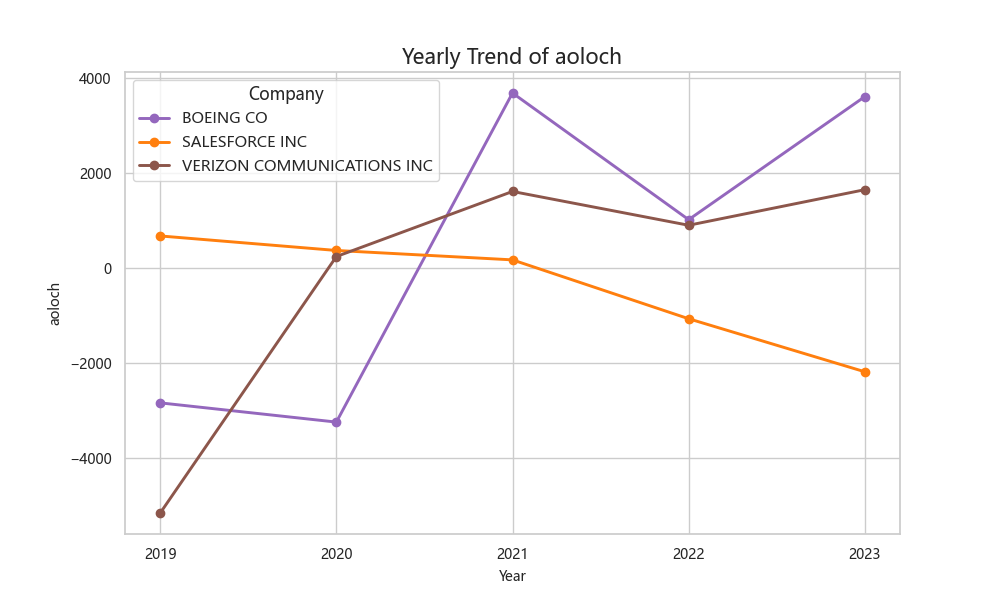 Yearly Trend of aoloch
Company
BOEING CO
SALESFORCE INC
VERIZON COMMUNICATIONS INC
4000
2000
0
−2000
−4000
aoloch
2019 2020 2021 2022 2023
Year